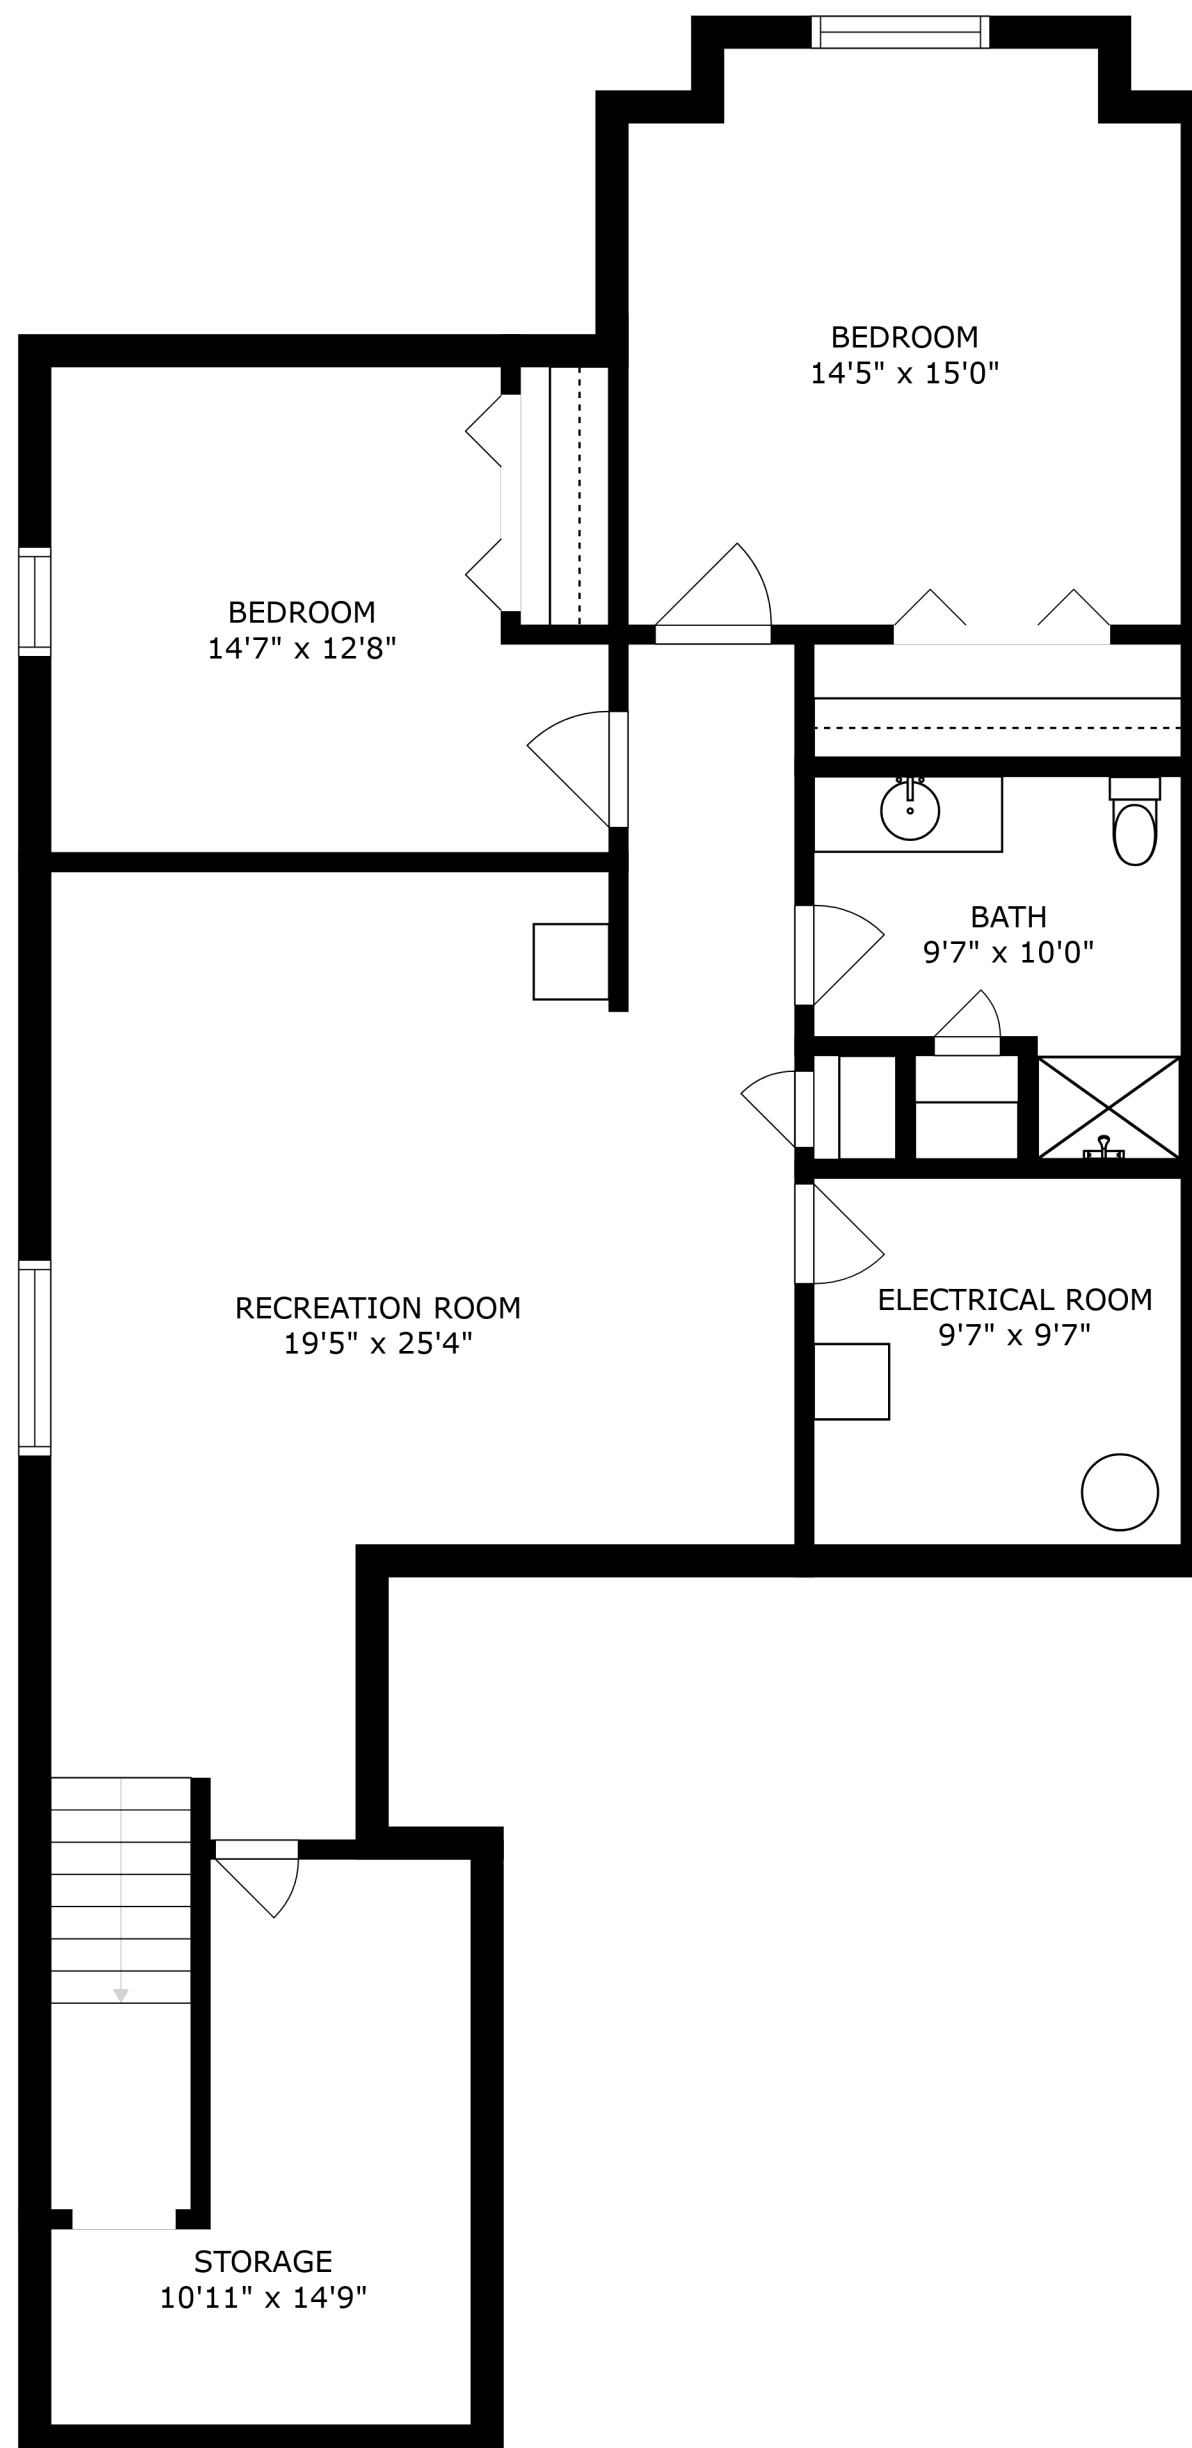 BEDROOM
14'5" x 15'0"
BEDROOM
14'7" x 12'8"
BATH
9'7" x 10'0"
RECREATION ROOM
19'5" x 25'4"
ELECTRICAL ROOM
9'7" x 9'7"
STORAGE
10'11" x 14'9"